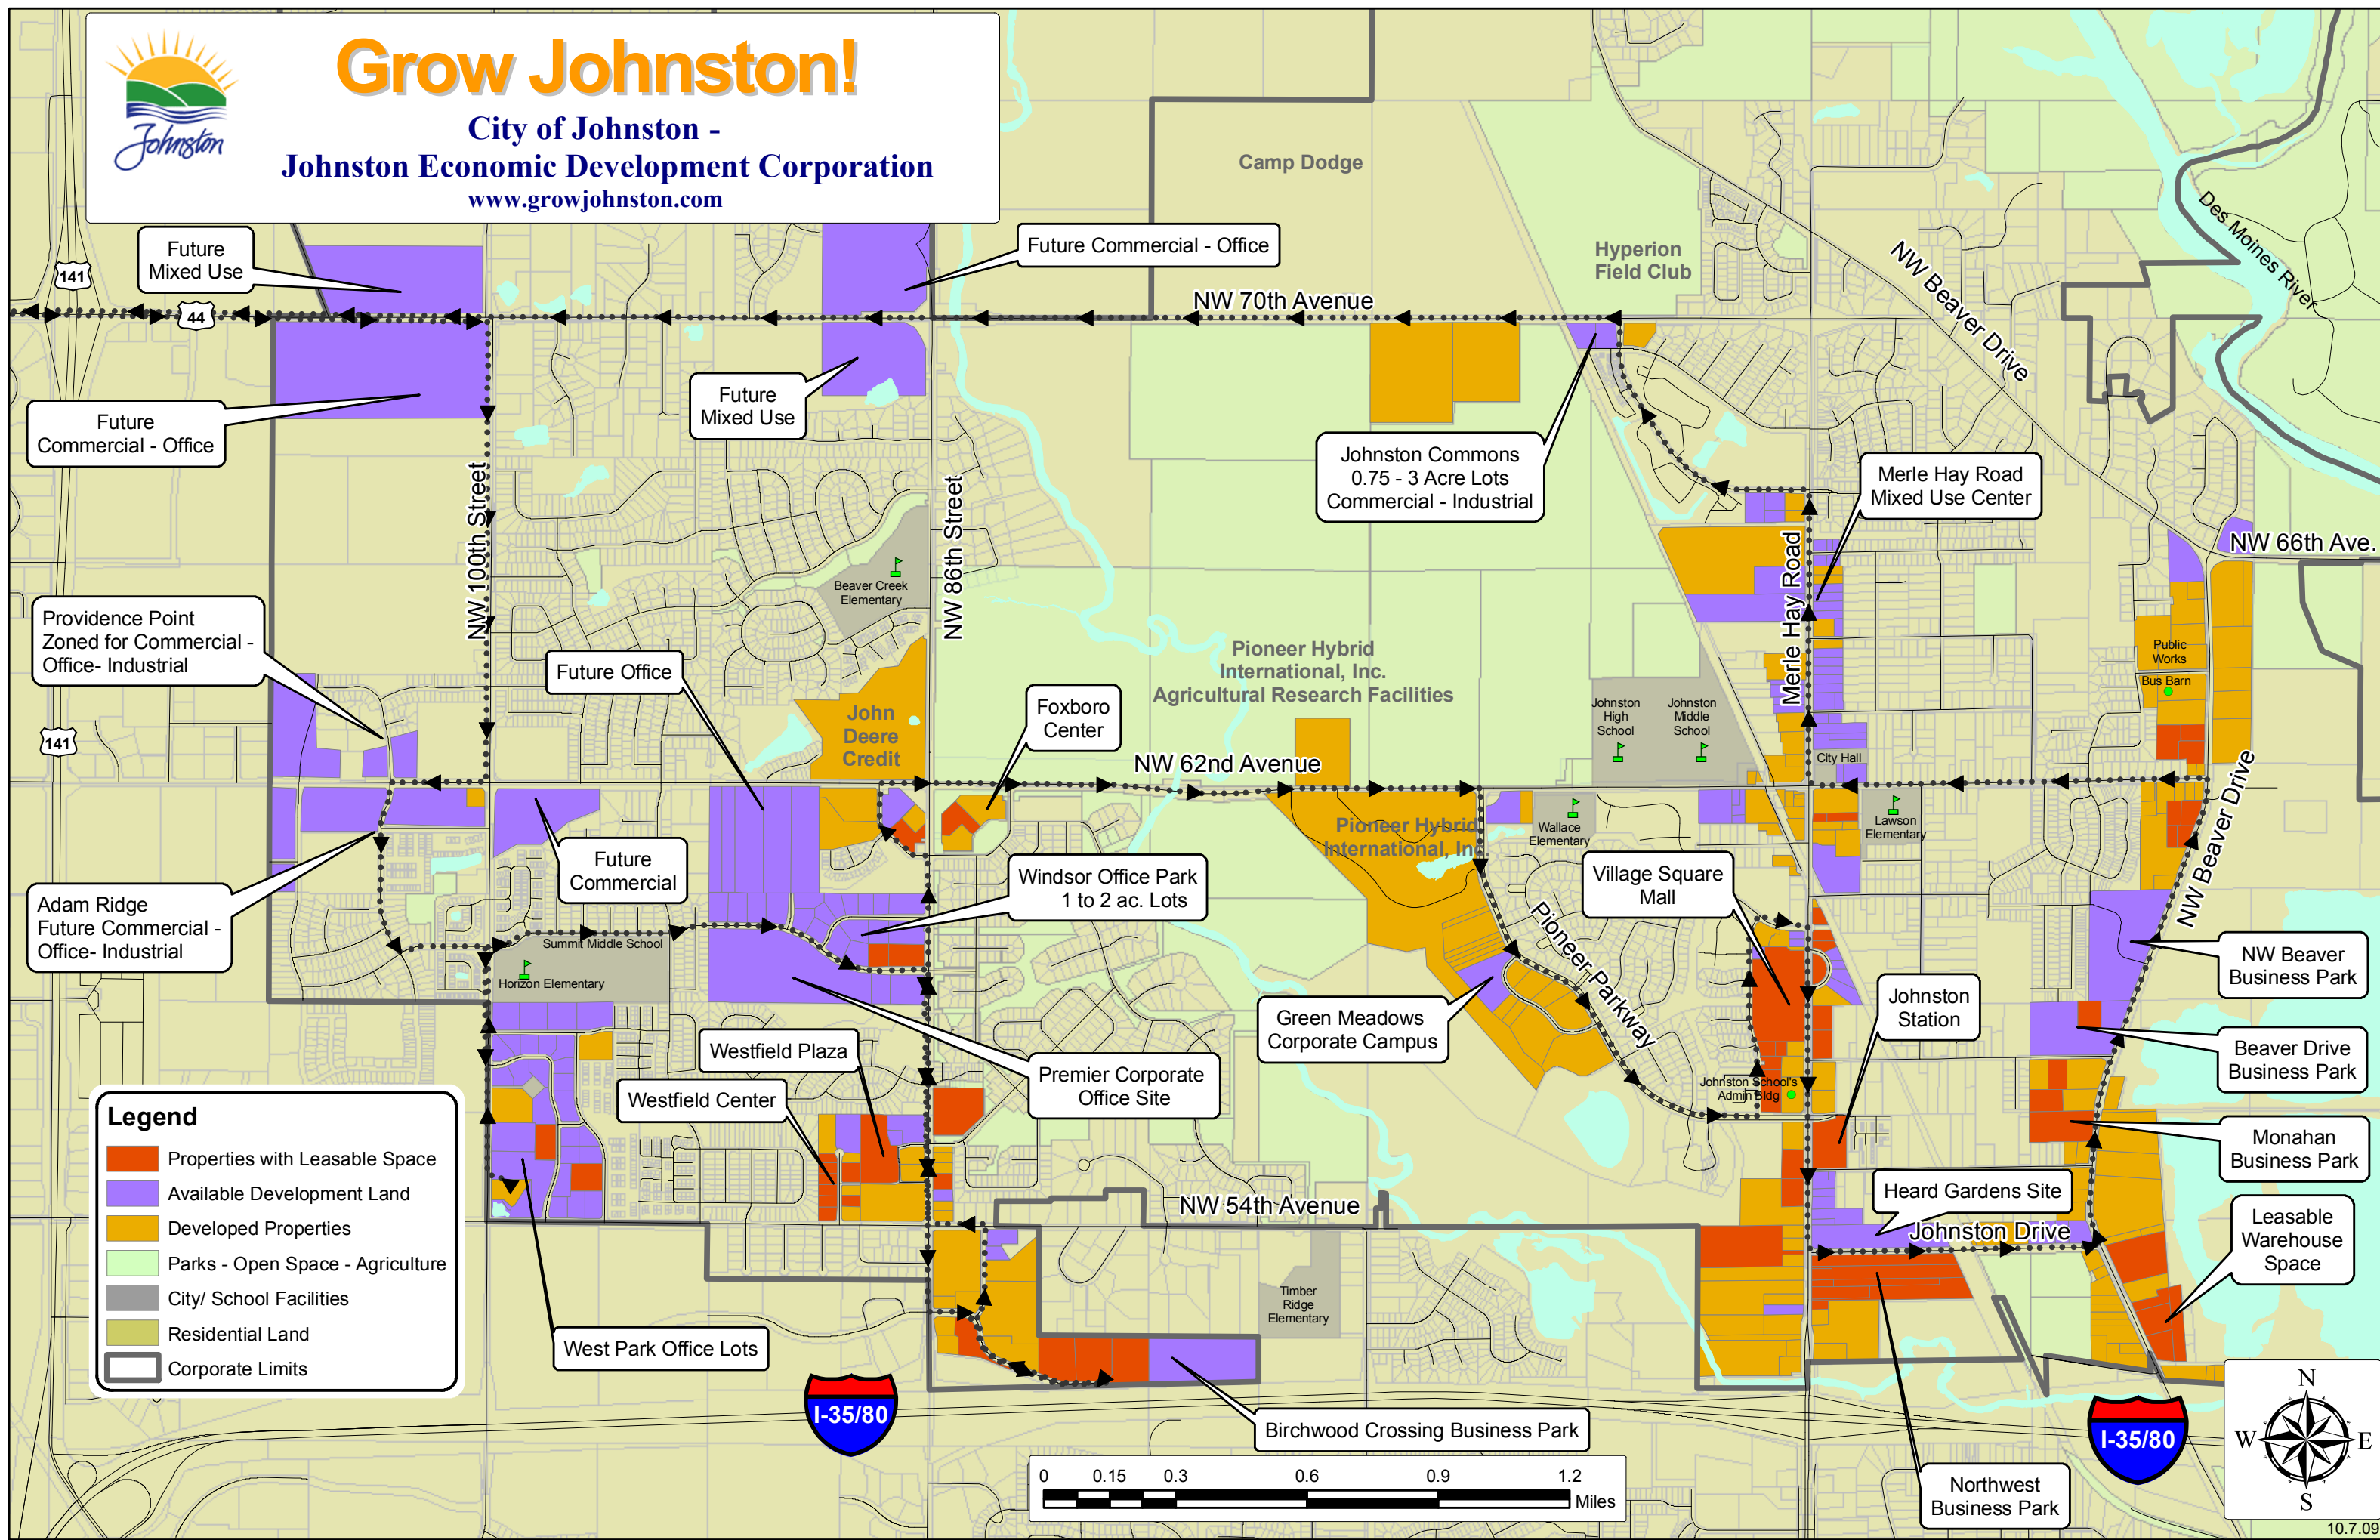 Grow Johnston!
City of Johnston -
Johnston Economic Development Corporation
www.growjohnston.com
Johnston
Future
Mixed Use
141
44
Future
Commercial - Office
Future Commercial - Office
Future
Mixed Use
Camp Dodge
Hyperion
Field Club
NW 70th Avenue
NW Beaver Drive
Des Moines River
Johnston Commons
0.75 - 3 Acre Lots
Commercial - Industrial
Merle Hay Road
Mixed Use Center
NW 66th Ave.
NW 100th Street
NW 86th Street
Merle Hay Road
Beaver Creek
Elementary
Providence Point
Zoned for Commercial -
Office- Industrial
141
Future Office
John
Deere
Credit
Foxboro
Center
Pioneer Hybrid
International, Inc.
Agricultural Research Facilities
NW 62nd Avenue
Johnston
High
School
Johnston
Middle
School
City Hall
Public
Works
Bus Barn
NW Beaver Drive
Pioneer Hybrid
International, Inc.
Wallace
Elementary
Lawson
Elementary
Future
Commercial
Windsor Office Park
1 to 2 ac. Lots
Village Square
Mall
Adam Ridge
Future Commercial -
Office- Industrial
Summit Middle School
Horizon Elementary
Pioneer Parkway
NW Beaver
Business Park
Green Meadows
Corporate Campus
Johnston
Station
Beaver Drive
Business Park
Westfield Plaza
Premier Corporate
Office Site
Westfield Center
Johnston School's
Admin Bldg
Monahan
Business Park
Heard Gardens Site
NW 54th Avenue
Johnston Drive
Leasable
Warehouse
Space
Timber
Ridge
Elementary
Legend
Properties with Leasable Space
Available Development Land
Developed Properties
Parks - Open Space - Agriculture
City/ School Facilities
Residential Land
Corporate Limits
West Park Office Lots
I-35/80
Birchwood Crossing Business Park
I-35/80
Northwest
Business Park
0 0.15 0.3 0.6 0.9 1.2
Miles
N
W E
S